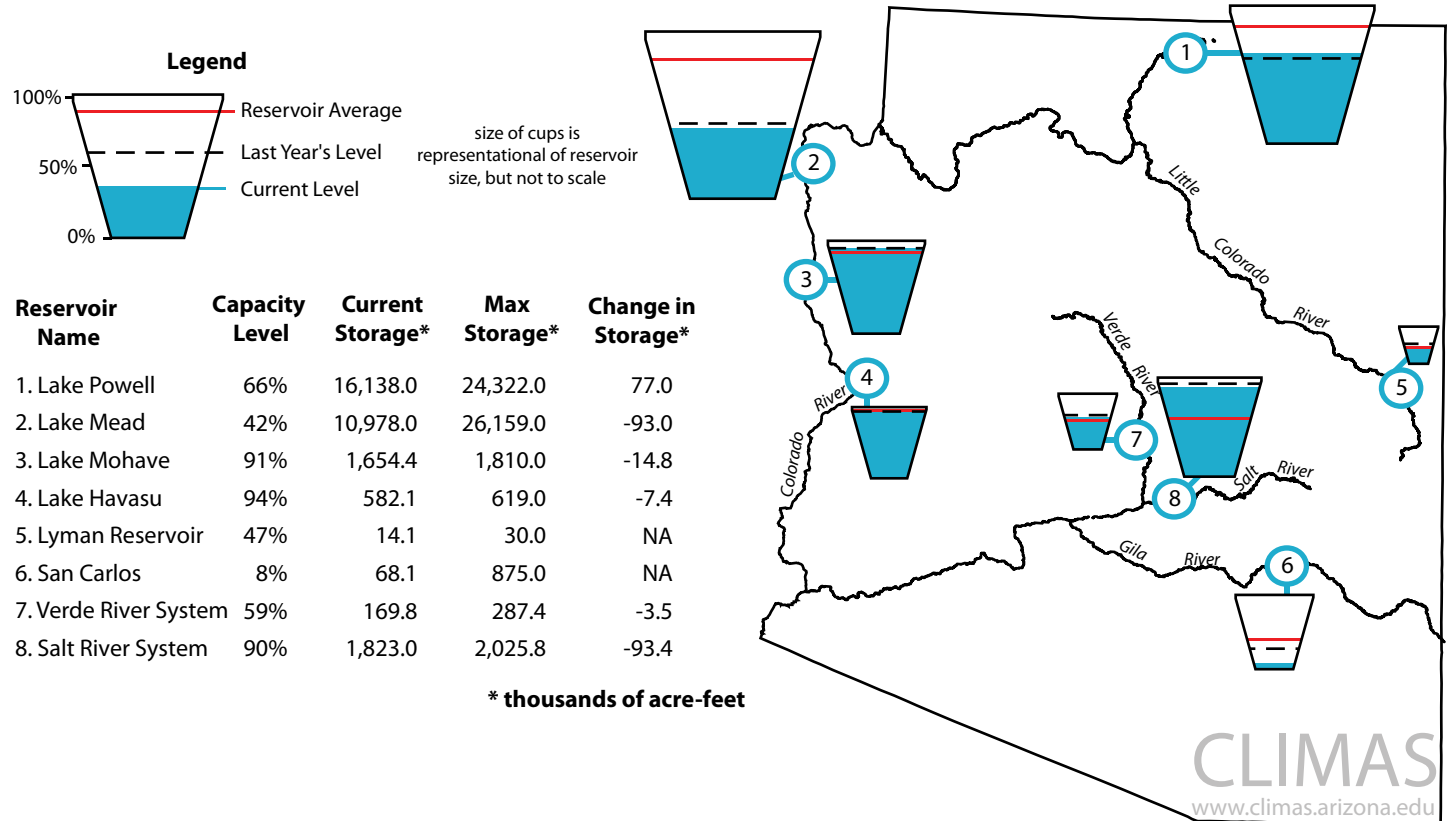 Legend
100%
50%
0%
Reservoir Average
Last Year's Level
Current Level
size of cups is
representational of reservoir
size, but not to scale
Reservoir Name Capacity Level Current Storage* Max Storage* Change in Storage*
1. Lake Powell 66% 16,138.0 24,322.0 77.0
2. Lake Mead 42% 10,978.0 26,159.0 -93.0
3. Lake Mohave 91% 1,654.4 1,810.0 -14.8
4. Lake Havasu 94% 582.1 619.0 -7.4
5. Lyman Reservoir 47% 14.1 30.0 NA
6. San Carlos 8% 68.1 875.0 NA
7. Verde River System 59% 169.8 287.4 -3.5
8. Salt River System 90% 1,823.0 2,025.8 -93.4
* thousands of acre-feet
1
2
3
4
5
6
7
8
Little
Colorado
River
Verde
River
Colorado
River
Salt
River
Gila
River
CLIMAS
www.climas.arizona.edu